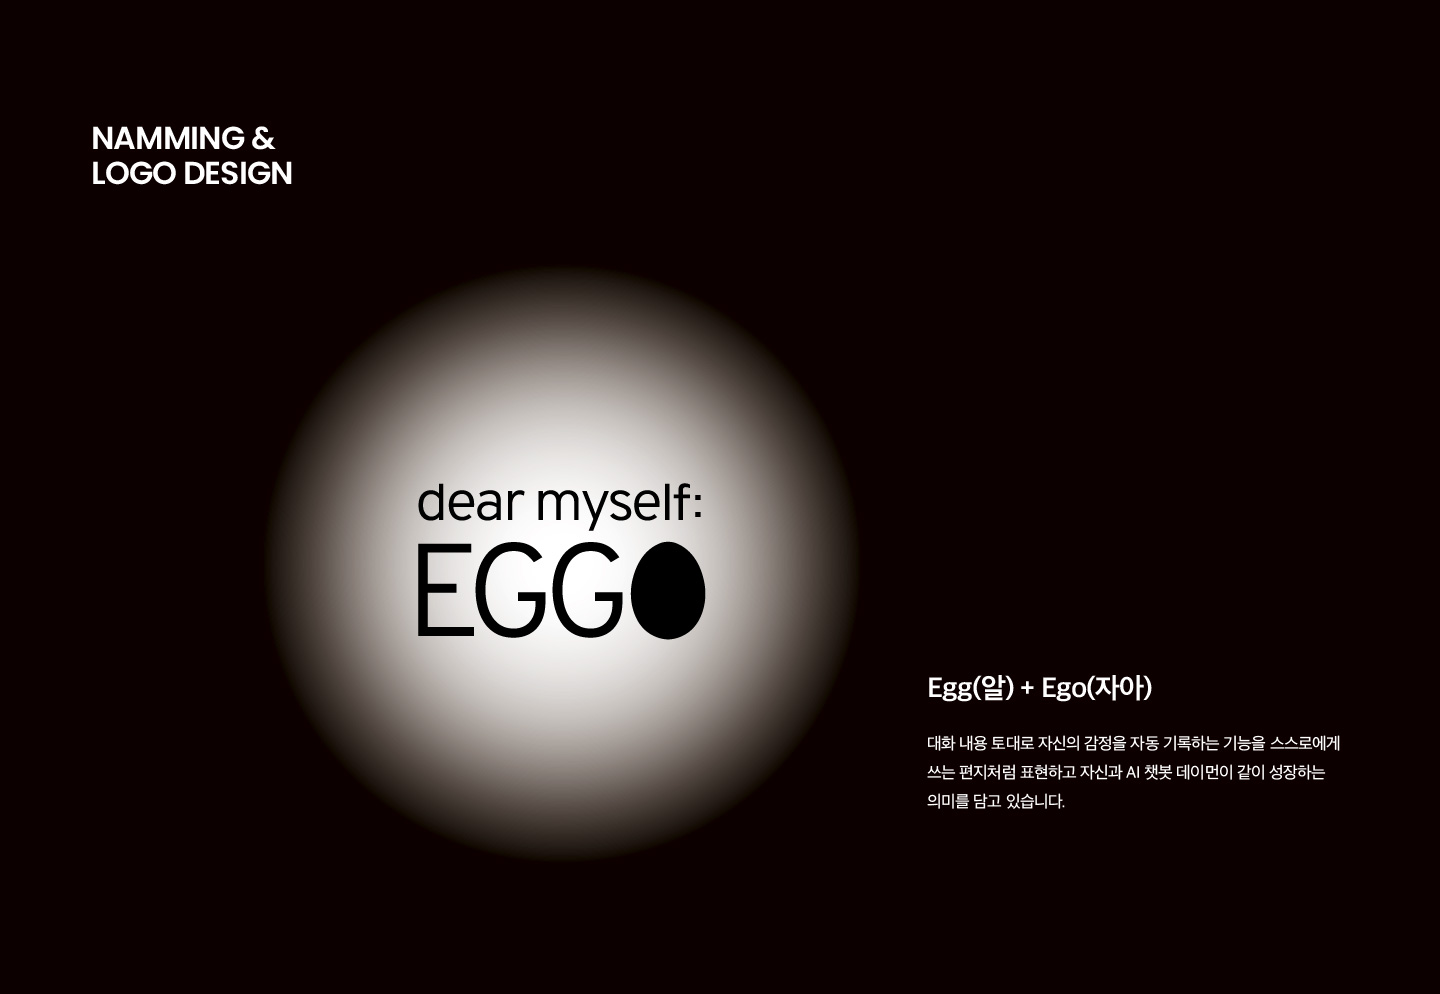 NAMMING &
LOGO DESIGN
dear myself:
EGGO
Egg(알) + Ego(자아)
대화 내용 토대로 자신의 감정을 자동 기록하는 기능을 스스로에게
쓰는 편지처럼 표현하고 자신과 AI 챗봇 데이먼이 같이 성장하는
의미를 담고 있습니다.